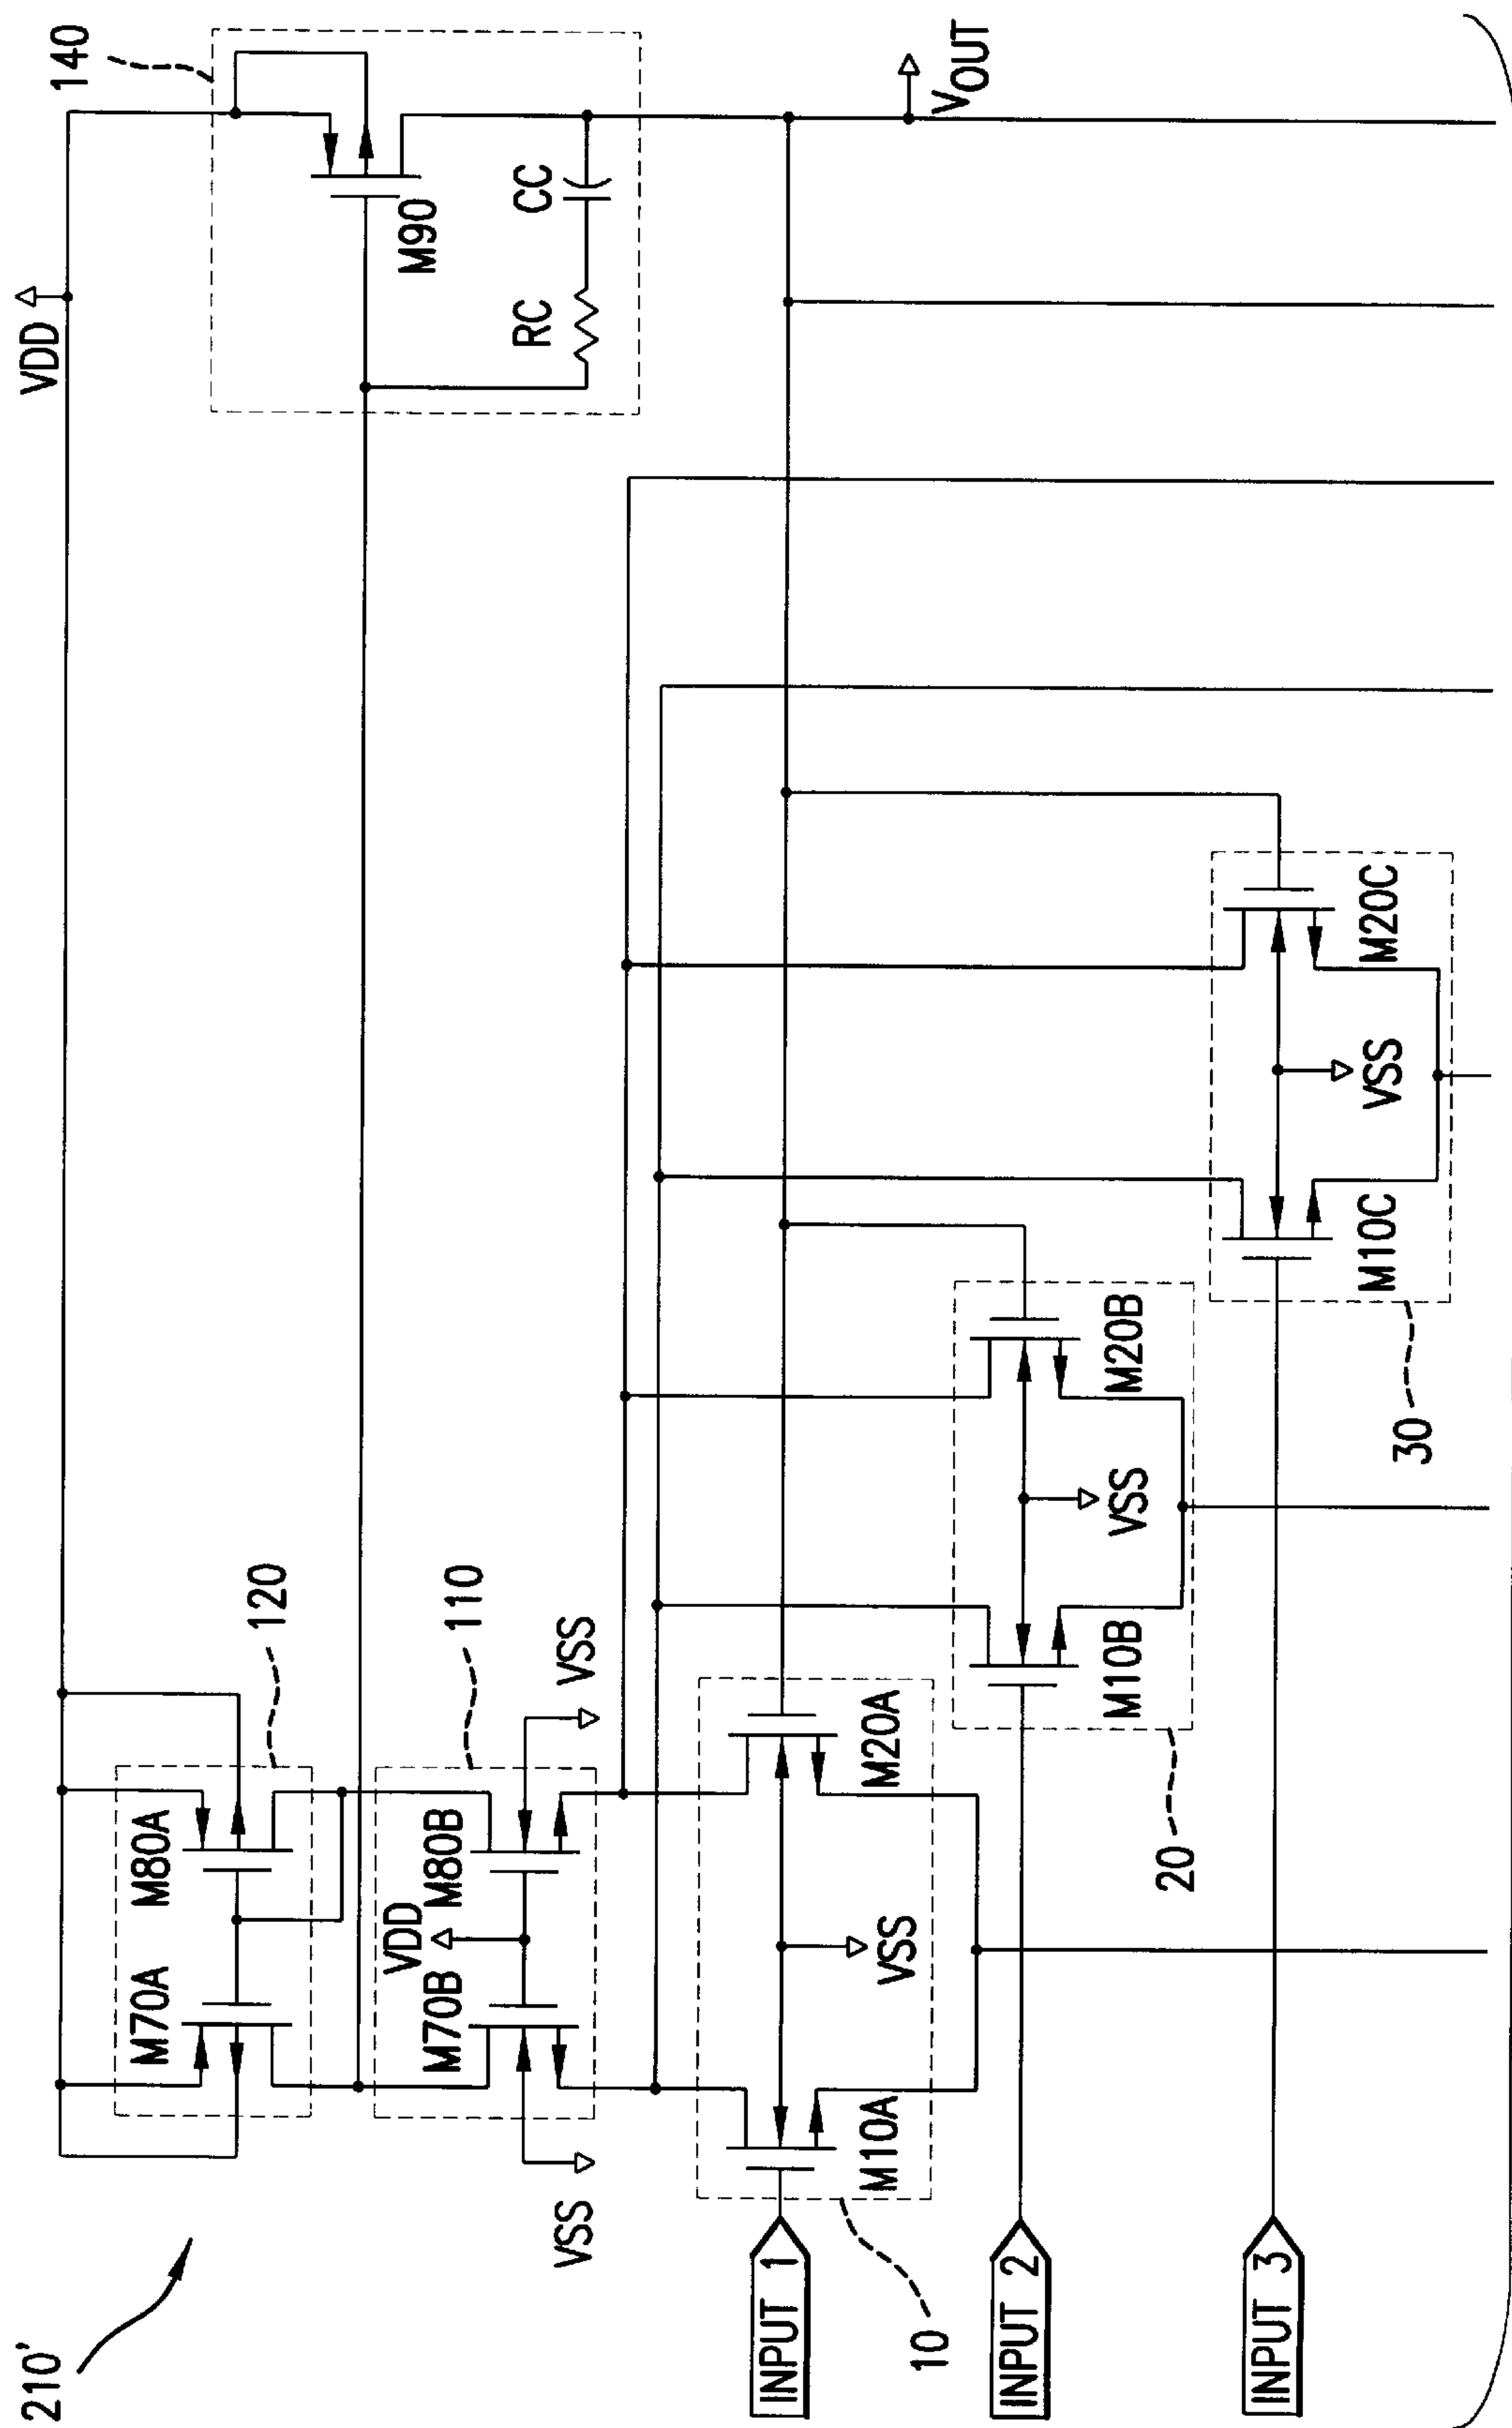 210'
VDD
140
M70A
M80A
120
M90
RC
CC
VDD
M70B
M80B
110
VSS
VSS
VOUT
INPUT 1
M10A
VSS
M20A
10
INPUT 2
M10B
VSS
M20B
20
INPUT 3
M10C
VSS
M20C
30